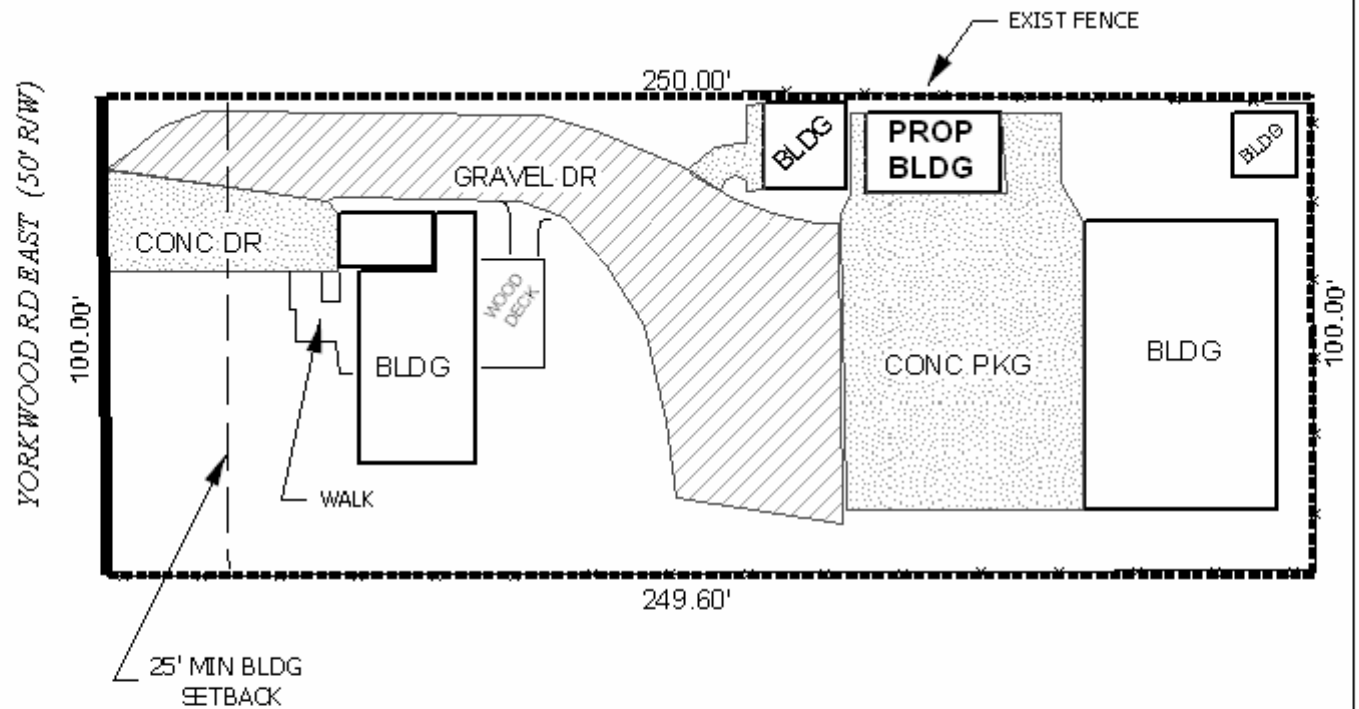 EXIST FENCE
250.00'
YORKWOOD RD EAST (50' R/W)
BLDG
PROP
BLDG
BLDG
GRAVEL DR
CONC DR
WOOD
DECK
100.00'
BLDG
CONC PKG
BLDG
100.00'
WALK
249.60'
25' MIN BLDG
SETBACK